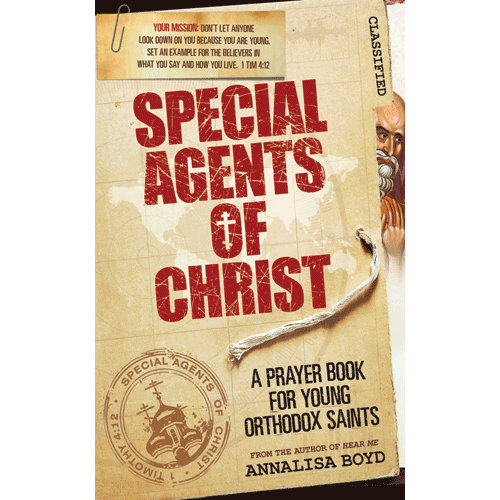 YOUR MISSION: DON'T LET ANYONE
LOOK DOWN ON YOU BECAUSE YOU ARE YOUNG.
SET AN EXAMPLE FOR THE BELIEVERS IN
WHAT YOU SAY AND HOW YOU LIVE. 1 TIM 4:12
CLASSIFIED
SPECIAL
AGENTS
OF
CHRIST
A PRAYER BOOK
FOR YOUNG
ORTHODOX SAINTS
FROM THE AUTHOR OF HEAR ME
ANNALISA BOYD
SPECIAL AGENTS OF CHRIST
1 TIMOTHY 4:12